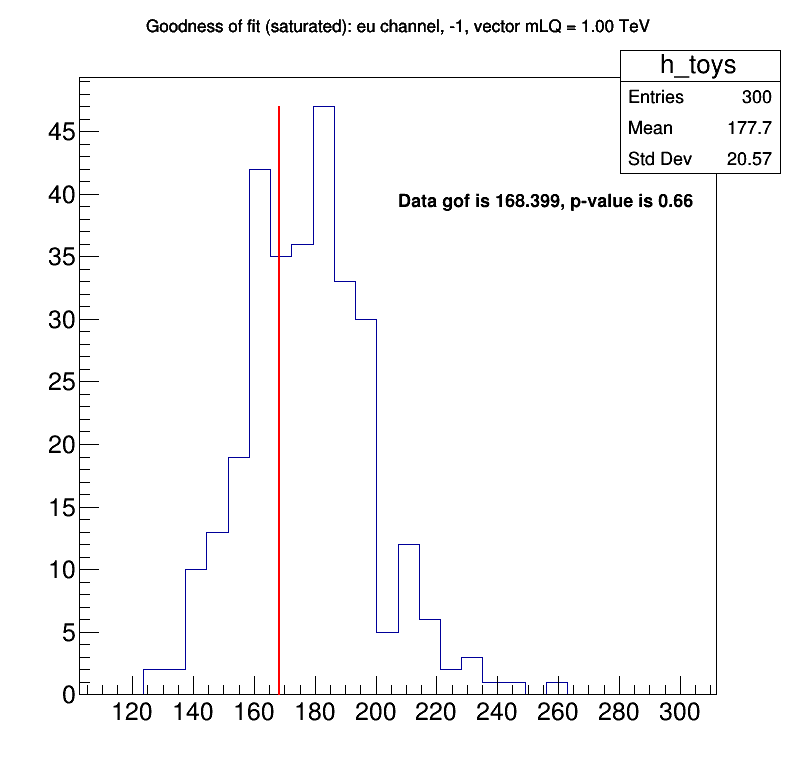 Goodness of fit (saturated): eu channel, -1, vector mLQ = 1.00 TeV
h_toys
Entries 300
Mean 177.7
Std Dev 20.57
Data gof is 168.399, p-value is 0.66
45
40
35
30
25
20
15
10
5
0
120 140 160 180 200 220 240 260 280 300